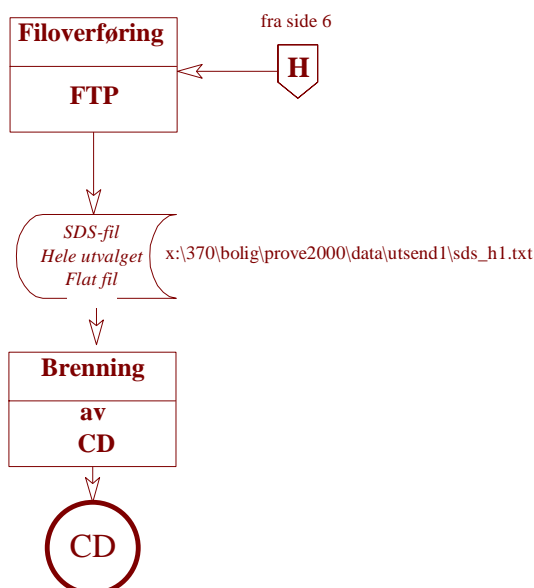 fra side 6
Filoverføring
H
FTP
SDS-fil
Hele utvalget
Flat fil
x:\370\bolig\prove2000\data\utsend1\sds_h1.txt
Brenning
av
CD
CD